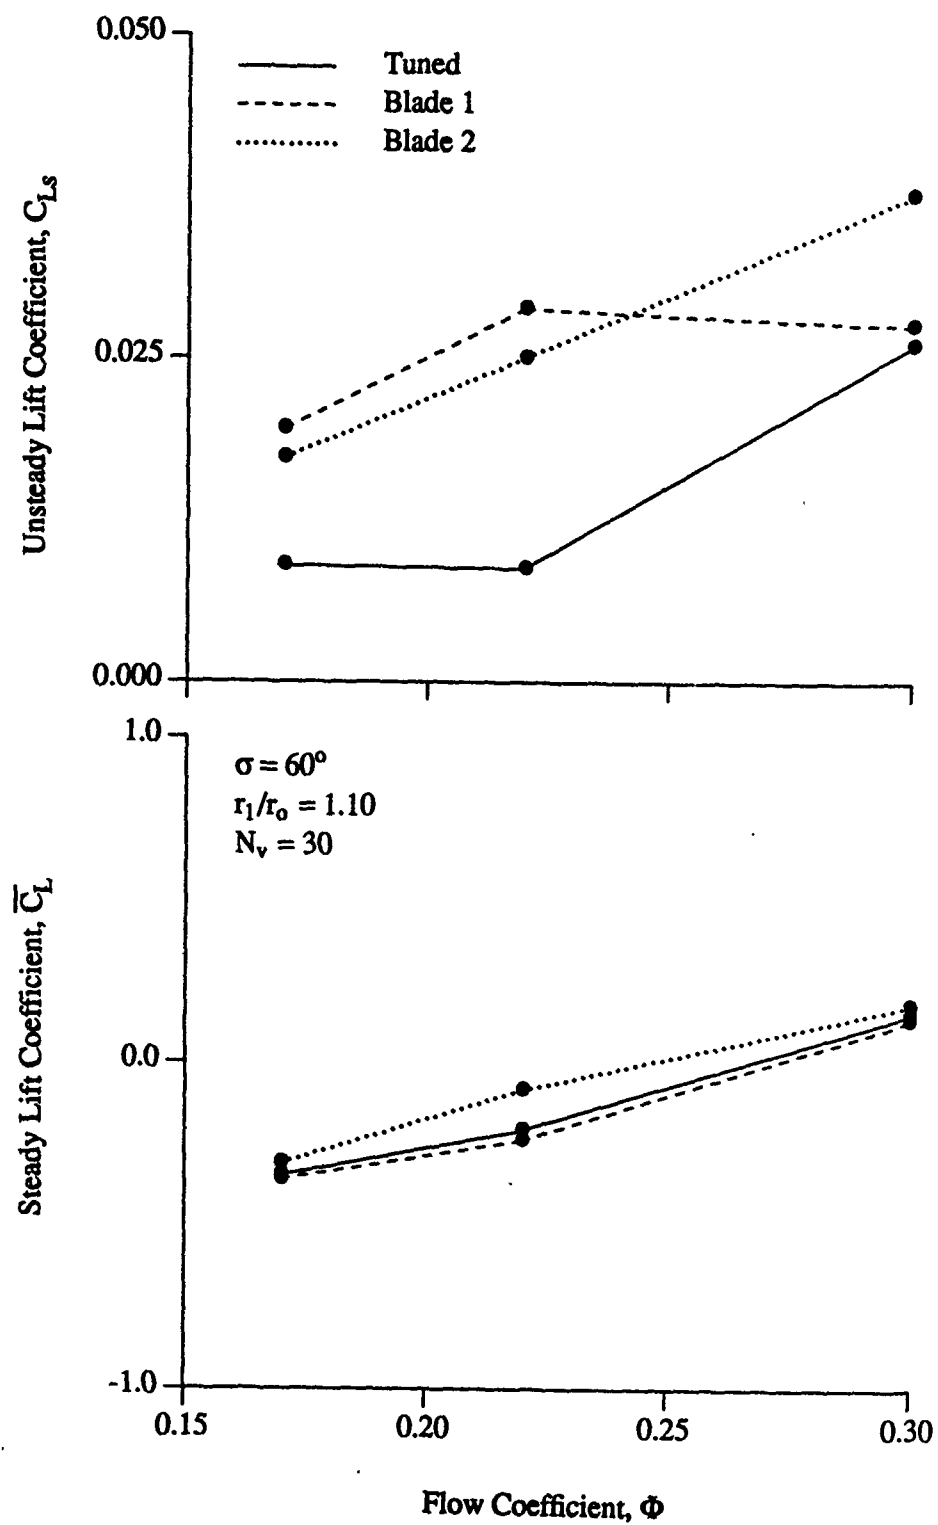 0.050
Tuned
Blade 1
Blade 2
Unsteady Lift Coefficient, C_Ls
0.025
0.000
1.0
σ = 60°
r₁/rₒ = 1.10
Nᵥ = 30
Steady Lift Coefficient, C̅_L
0.0
-1.0
0.15 0.20 0.25 0.30
Flow Coefficient, Φ